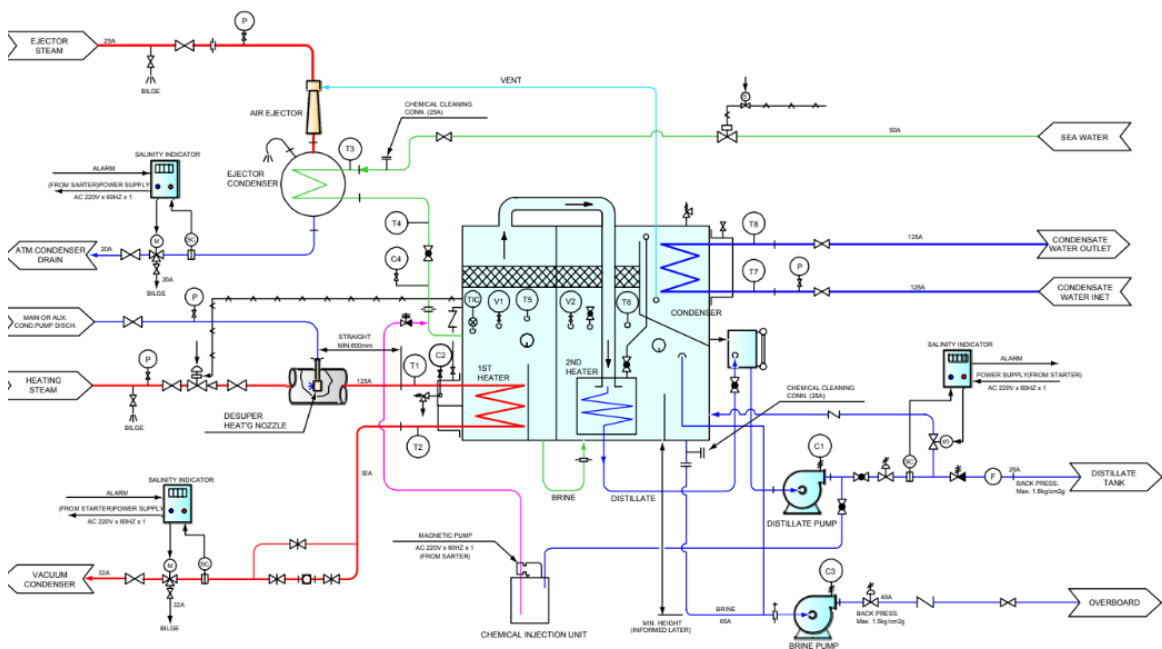 EJECTOR
STEAM
25A
P
BILGE
AIR EJECTOR
VENT
CHEMICAL CLEANING
CONN. (25A)
50A
SEA WATER
SALINITY INDICATOR
ALARM
(FROM SARTER)POWER SUPPLY
AC 220V x 60HZ x 1
EJECTOR
CONDENSER
T3
T4
C4
M
SC
ATM.CONDENSER
DRAIN
20A
20A
BILGE
T8
125A
CONDENSATE
WATER OUTLET
T7
P
125A
CONDENSATE
WATER INET
CONDENSER
TIC
V1
T5
V2
T6
MAIN OR AUX.
COND.PUMP DISCH.
P
STRAIGHT
MIN.600mm
HEATING
STEAM
P
BILGE
DESUPER
HEAT'G NOZZLE
125A
T1
C2
T2
1ST
HEATER
2ND
HEATER
32A
BRINE
DISTILLATE
CHEMICAL CLEANING
CONN. (25A)
SALINITY INDICATOR
ALARM
POWER SUPPLY(FROM STARTER)
AC 220V x 60HZ x 1
C1
SC
F
25A
BACK PRESS.
Max. 1.8kg/cm2g
DISTILLATE
TANK
DISTILLATE PUMP
SALINITY INDICATOR
ALARM
(FROM STARTER)POWER SUPPLY
AC 220V x 60HZ x 1
M
SC
VACUUM
CONDENSER
32A
32A
BILGE
MAGNETIC PUMP
AC 220V x 60HZ x 1
(FROM SARTER)
CHEMICAL INJECTION UNIT
MIN. HEIGHT
(INFORMED LATER)
BRINE
65A
C3
BRINE PUMP
40A
BACK PRESS.
Max. 1.5kg/cm2g
OVERBOARD